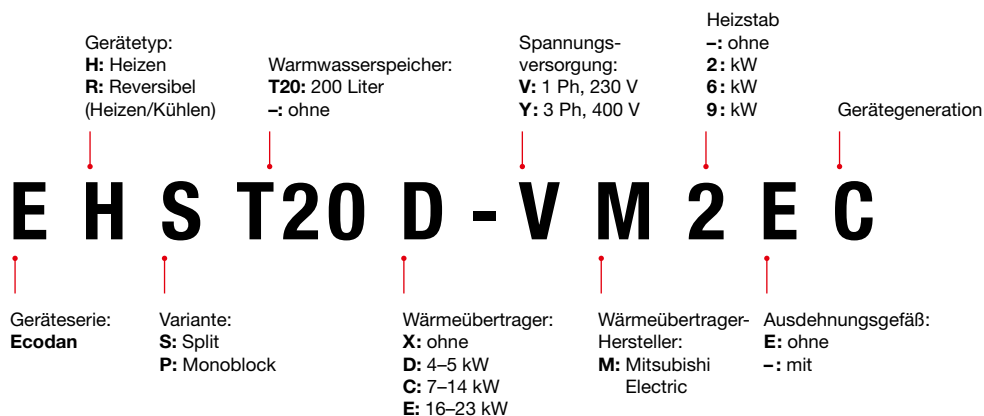 Gerätetyp:
H: Heizen
R: Reversibel
(Heizen/Kühlen)
Warmwasserspeicher:
T20: 200 Liter
–: ohne
Spannungs-
versorgung:
V: 1 Ph, 230 V
Y: 3 Ph, 400 V
Heizstab
–: ohne
2: kW
6: kW
9: kW
Gerätegeneration
E H S T20 D - V M 2 E C
Geräteserie:
Ecodan
Variante:
S: Split
P: Monoblock
Wärmeübertrager:
X: ohne
D: 4–5 kW
C: 7–14 kW
E: 16–23 kW
Wärmeübertrager-
Hersteller:
M: Mitsubishi
Electric
Ausdehnungsgefäß:
E: ohne
–: mit